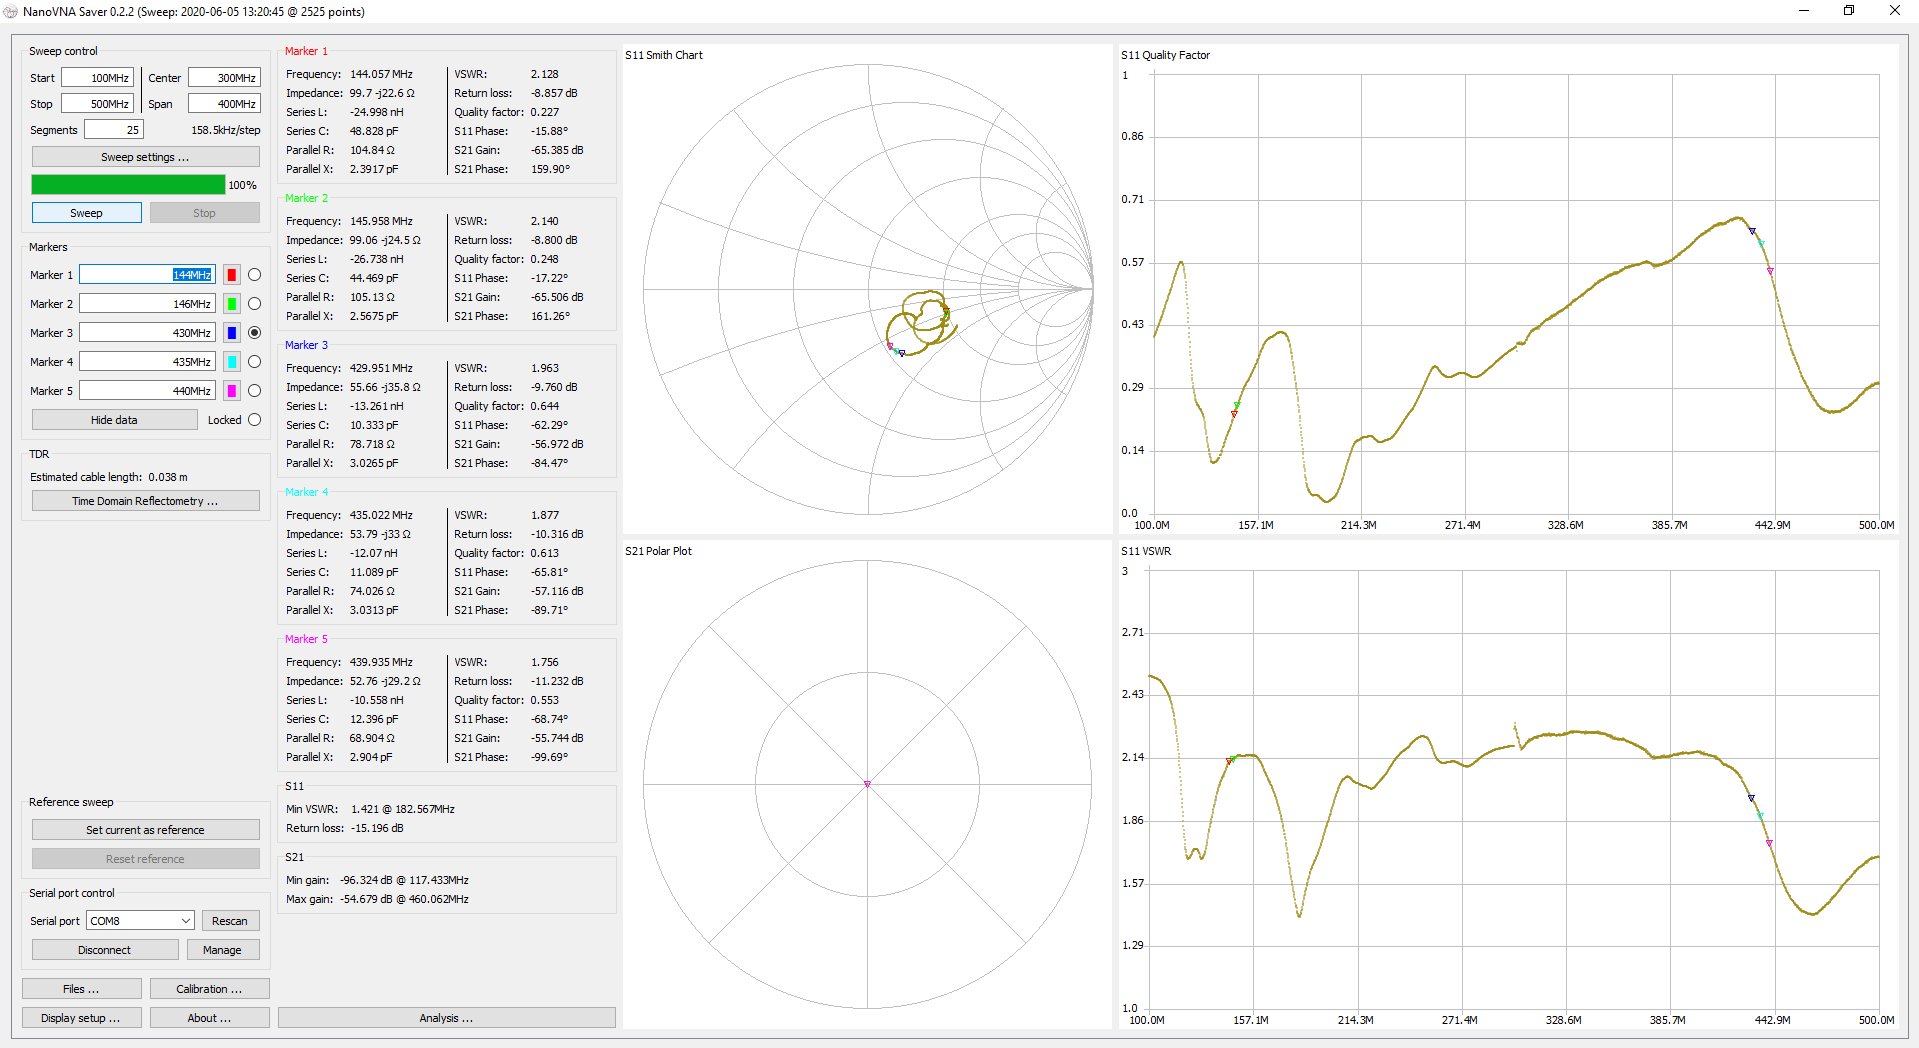 NanoVNA Saver 0.2.2 (Sweep: 2020-06-05 13:20:45 @ 2525 points)
Sweep control
Start 100MHz Center 300MHz
Stop 500MHz Span 400MHz
Segments 25 158.5kHz/step
Sweep settings ...
100%
Sweep Stop
Markers
Marker 1 144MHz
Marker 2 146MHz
Marker 3 430MHz
Marker 4 435MHz
Marker 5 440MHz
Hide data Locked
TDR
Estimated cable length: 0.038 m
Time Domain Reflectometry ...
Reference sweep
Set current as reference
Reset reference
Serial port control
Serial port COM8 Rescan
Disconnect Manage
Files ... Calibration ...
Display setup ... About ...
Marker 1
Frequency: 144.057 MHz VSWR: 2.128
Impedance: 99.7 -j22.6 Ω Return loss: -8.857 dB
Series L: -24.998 nH Quality factor: 0.227
Series C: 48.828 pF S11 Phase: -15.88°
Parallel R: 104.84 Ω S21 Gain: -65.385 dB
Parallel X: 2.3917 pF S21 Phase: 159.90°
Marker 2
Frequency: 145.958 MHz VSWR: 2.140
Impedance: 99.06 -j24.5 Ω Return loss: -8.800 dB
Series L: -26.738 nH Quality factor: 0.248
Series C: 44.469 pF S11 Phase: -17.22°
Parallel R: 105.13 Ω S21 Gain: -65.506 dB
Parallel X: 2.5675 pF S21 Phase: 161.26°
Marker 3
Frequency: 429.951 MHz VSWR: 1.963
Impedance: 55.66 -j35.8 Ω Return loss: -9.760 dB
Series L: -13.261 nH Quality factor: 0.644
Series C: 10.333 pF S11 Phase: -62.29°
Parallel R: 78.718 Ω S21 Gain: -56.972 dB
Parallel X: 3.0265 pF S21 Phase: -84.47°
Marker 4
Frequency: 435.022 MHz VSWR: 1.877
Impedance: 53.79 -j33 Ω Return loss: -10.316 dB
Series L: -12.07 nH Quality factor: 0.613
Series C: 11.089 pF S11 Phase: -65.81°
Parallel R: 74.026 Ω S21 Gain: -57.116 dB
Parallel X: 3.0313 pF S21 Phase: -89.71°
Marker 5
Frequency: 439.935 MHz VSWR: 1.756
Impedance: 52.76 -j29.2 Ω Return loss: -11.232 dB
Series L: -10.558 nH Quality factor: 0.553
Series C: 12.396 pF S11 Phase: -68.74°
Parallel R: 68.904 Ω S21 Gain: -55.744 dB
Parallel X: 2.904 pF S21 Phase: -99.69°
S11
Min VSWR: 1.421 @ 182.567MHz
Return loss: -15.196 dB
S21
Min gain: -96.324 dB @ 117.433MHz
Max gain: -54.679 dB @ 460.062MHz
Analysis ...
S11 Smith Chart
S11 Quality Factor
1
0.86
0.71
0.57
0.43
0.29
0.14
0.0
100.0M 157.1M 214.3M 271.4M 328.6M 385.7M 442.9M 500.0M
S21 Polar Plot
S11 VSWR
3
2.71
2.43
2.14
1.86
1.57
1.29
1.0
100.0M 157.1M 214.3M 271.4M 328.6M 385.7M 442.9M 500.0M